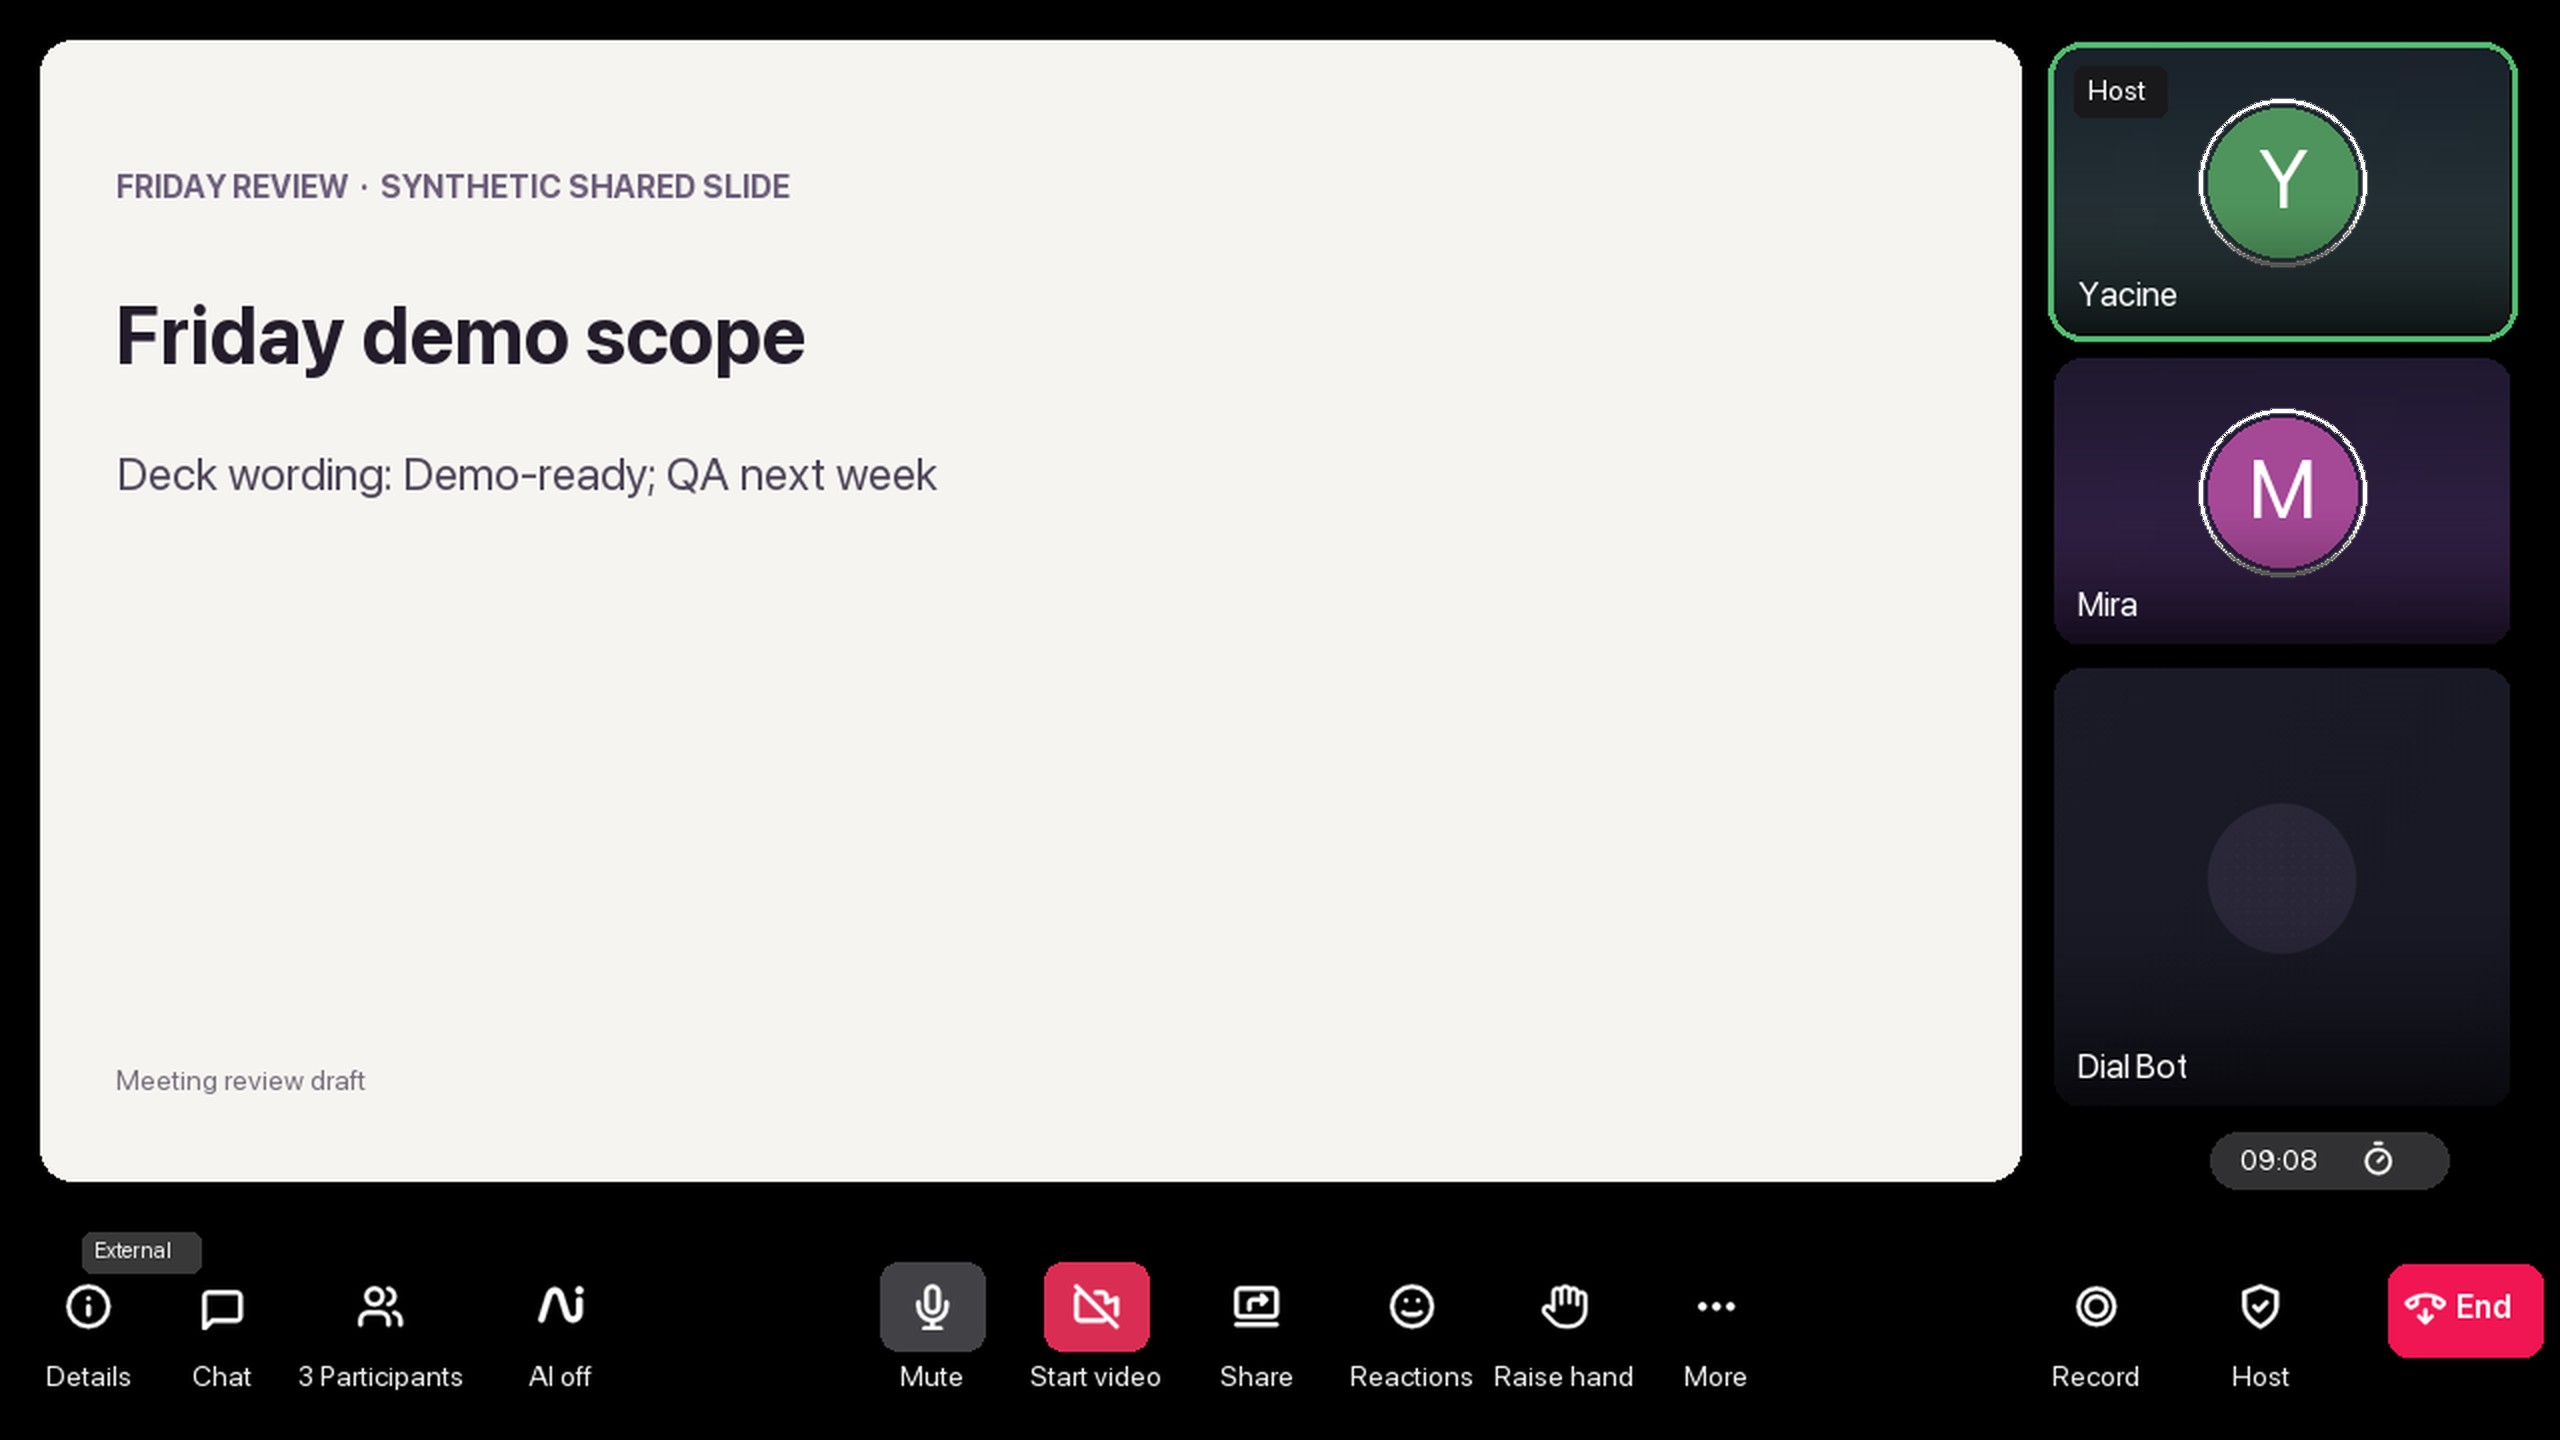 FRIDAY REVIEW · SYNTHETIC SHARED SLIDE
Friday demo scope
Deck wording: Demo-ready; QA next week
Meeting review draft
Host
Y
Yacine
M
Mira
Dial Bot
09:08
External
Details
Chat
3 Participants
AI off
Mute
Start video
Share
Reactions
Raise hand
More
Record
Host
End